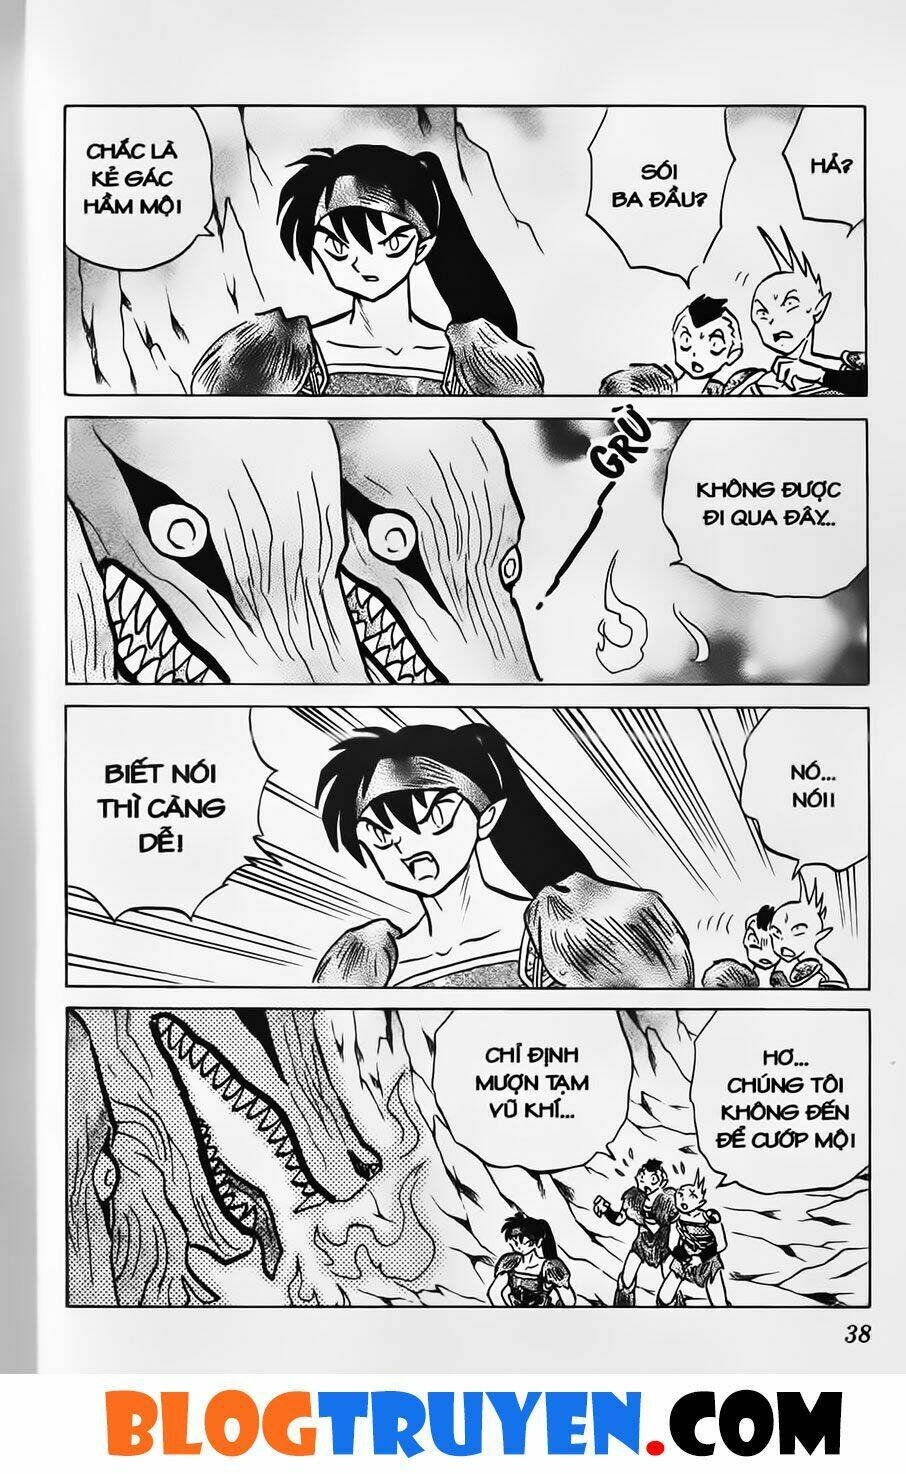 HẢ?
SÓI
BA ĐẦU?
CHẮC LÀ
KẺ GÁC
HẦM MỘ!
KHÔNG ĐƯỢC
ĐI QUA ĐÂY...
GRỪ
NÓ...
NÓI!
BIẾT NÓI
THÌ CÀNG
DỄ!
HƠ...
CHÚNG TÔI
KHÔNG ĐẾN
ĐỂ CƯỚP MỘ!
CHỈ ĐỊNH
MƯỢN TẠM
VŨ KHÍ...
38
BLOGTRUYEN.COM